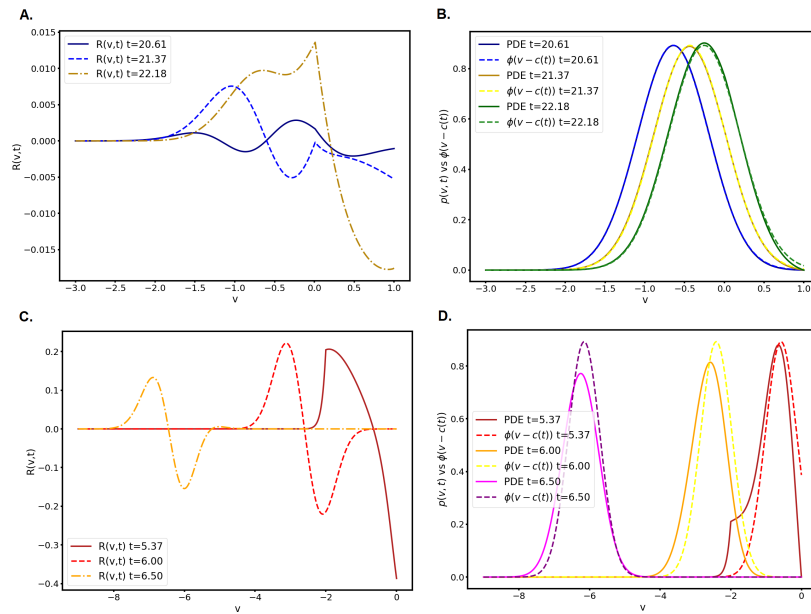 A.
R(v,t) t=20.61
R(v,t) t=21.37
R(v,t) t=22.18
0.015
0.010
0.005
0.000
−0.005
−0.010
−0.015
R(v,t)
−3.0 −2.5 −2.0 −1.5 −1.0 −0.5 0.0 0.5 1.0
v
B.
PDE t=20.61
ϕ(v − c(t)) t=20.61
PDE t=21.37
ϕ(v − c(t)) t=21.37
PDE t=22.18
ϕ(v − c(t)) t=22.18
0.8
0.6
0.4
0.2
0.0
p(v, t) vs ϕ(v − c(t))
−3.0 −2.5 −2.0 −1.5 −1.0 −0.5 0.0 0.5 1.0
v
C.
0.2
0.1
0.0
−0.1
−0.2
−0.3
−0.4
R(v,t)
R(v,t) t=5.37
R(v,t) t=6.00
R(v,t) t=6.50
−8 −6 −4 −2 0
v
D.
PDE t=5.37
ϕ(v − c(t)) t=5.37
PDE t=6.00
ϕ(v − c(t)) t=6.00
PDE t=6.50
ϕ(v − c(t)) t=6.50
0.8
0.6
0.4
0.2
0.0
p(v, t) vs ϕ(v − c(t))
−8 −6 −4 −2 0
v